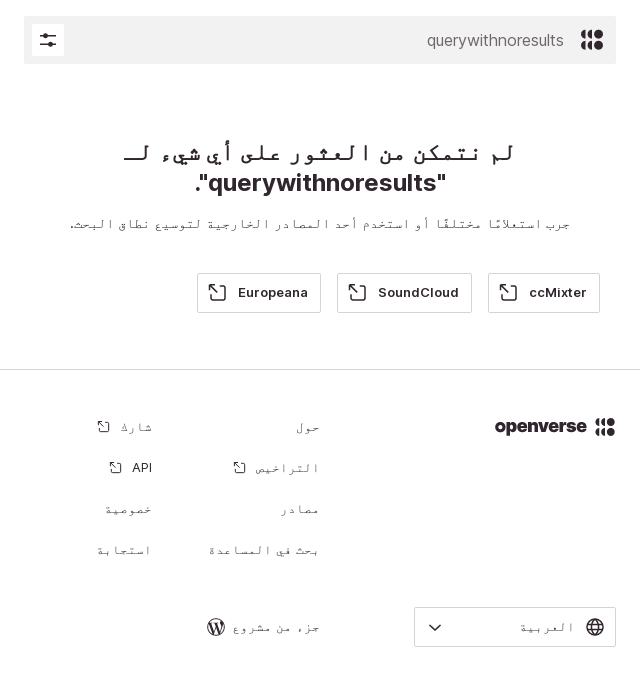 querywithnoresults
لم نتمكن من العثور على أي شيء لـ
"querywithnoresults".
جرب استعلامًا مختلفًا أو استخدم أحد المصادر الخارجية لتوسيع نطاق البحث.
ccMixter
SoundCloud
Europeana
openverse
حول
شارك
التراخيص
API
مصادر
خصوصية
بحث في المساعدة
استجابة
العربية
جزء من مشروع